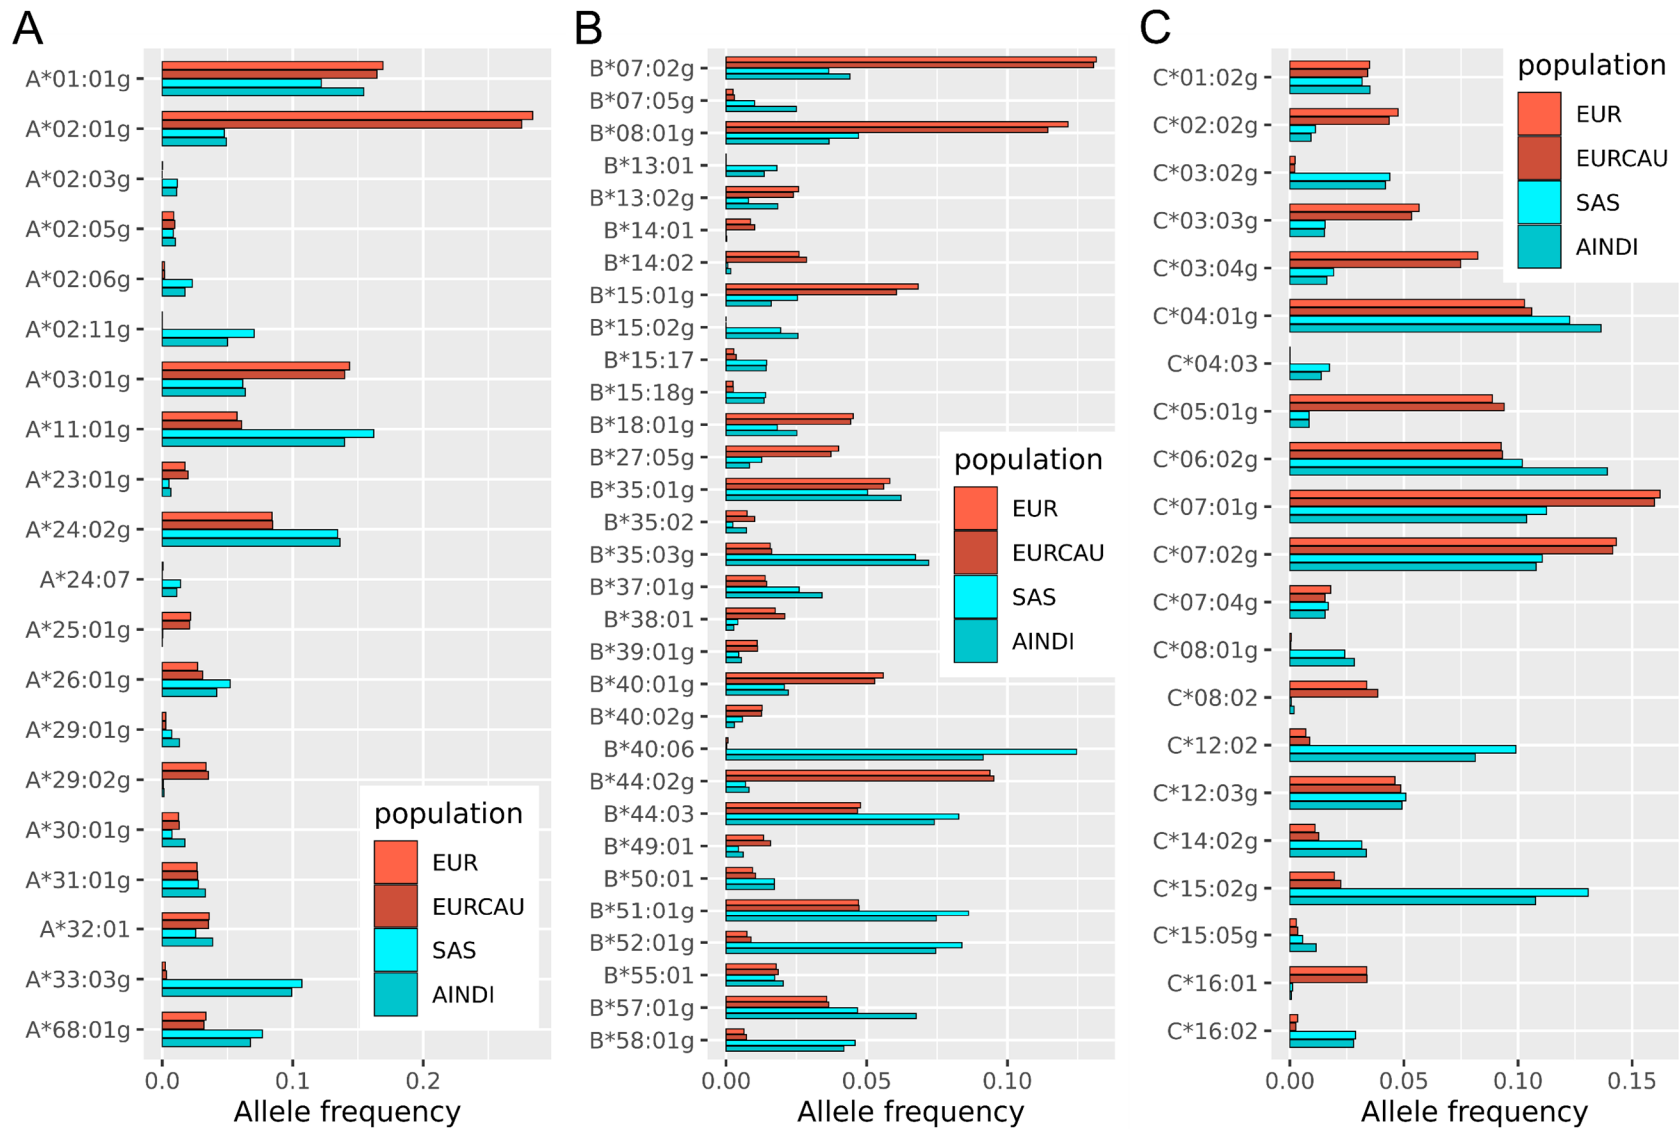 A
A*01:01g
A*02:01g
A*02:03g
A*02:05g
A*02:06g
A*02:11g
A*03:01g
A*11:01g
A*23:01g
A*24:02g
A*24:07
A*25:01g
A*26:01g
A*29:01g
A*29:02g
A*30:01g
A*31:01g
A*32:01
A*33:03g
A*68:01g
population
EUR
EURCAU
SAS
AINDI
0.0 0.1 0.2
Allele frequency
B
B*07:02g
B*07:05g
B*08:01g
B*13:01
B*13:02g
B*14:01
B*14:02
B*15:01g
B*15:02g
B*15:17
B*15:18g
B*18:01g
B*27:05g
B*35:01g
B*35:02
B*35:03g
B*37:01g
B*38:01
B*39:01g
B*40:01g
B*40:02g
B*40:06
B*44:02g
B*44:03
B*49:01
B*50:01
B*51:01g
B*52:01g
B*55:01
B*57:01g
B*58:01g
population
EUR
EURCAU
SAS
AINDI
0.00 0.05 0.10
Allele frequency
C
C*01:02g
C*02:02g
C*03:02g
C*03:03g
C*03:04g
C*04:01g
C*04:03
C*05:01g
C*06:02g
C*07:01g
C*07:02g
C*07:04g
C*08:01g
C*08:02
C*12:02
C*12:03g
C*14:02g
C*15:02g
C*15:05g
C*16:01
C*16:02
population
EUR
EURCAU
SAS
AINDI
0.00 0.05 0.10 0.15
Allele frequency